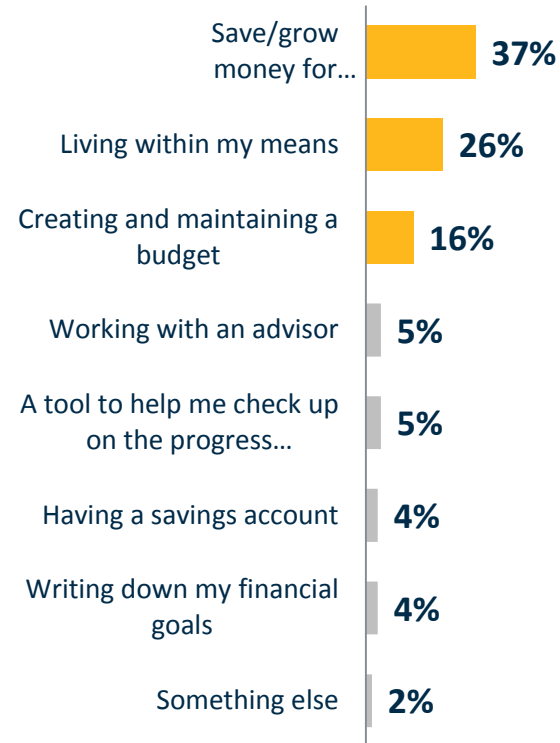 Save/grow
money for...
37%
Living within my means
26%
Creating and maintaining a
budget
16%
Working with an advisor
5%
A tool to help me check up
on the progress...
5%
Having a savings account
4%
Writing down my financial
goals
4%
Something else
2%